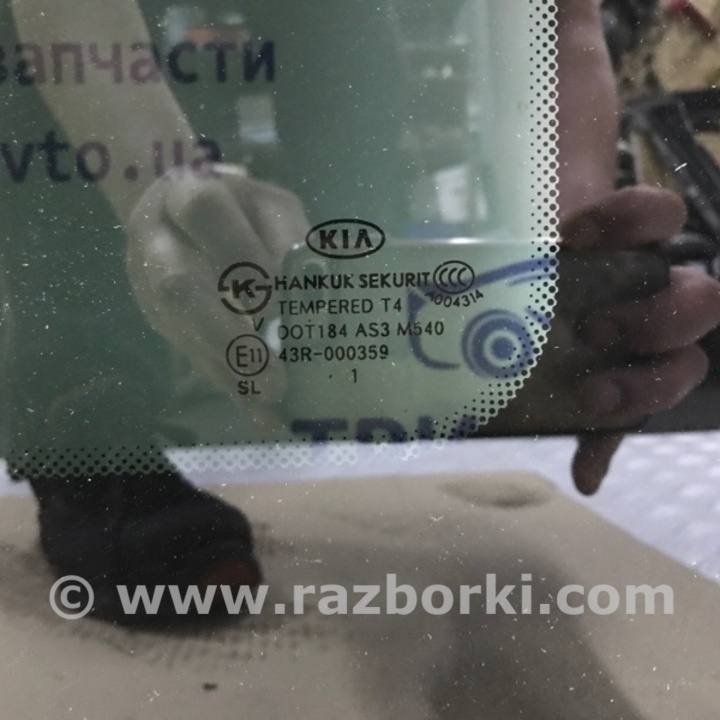 запчасти
vto.ua
KIA
K HANKUK SEKURIT CCC
TEMPERED T4 A004314
V DOT184 AS3 M540
E11 43R-000359
SL · 1
© www.razborki.com